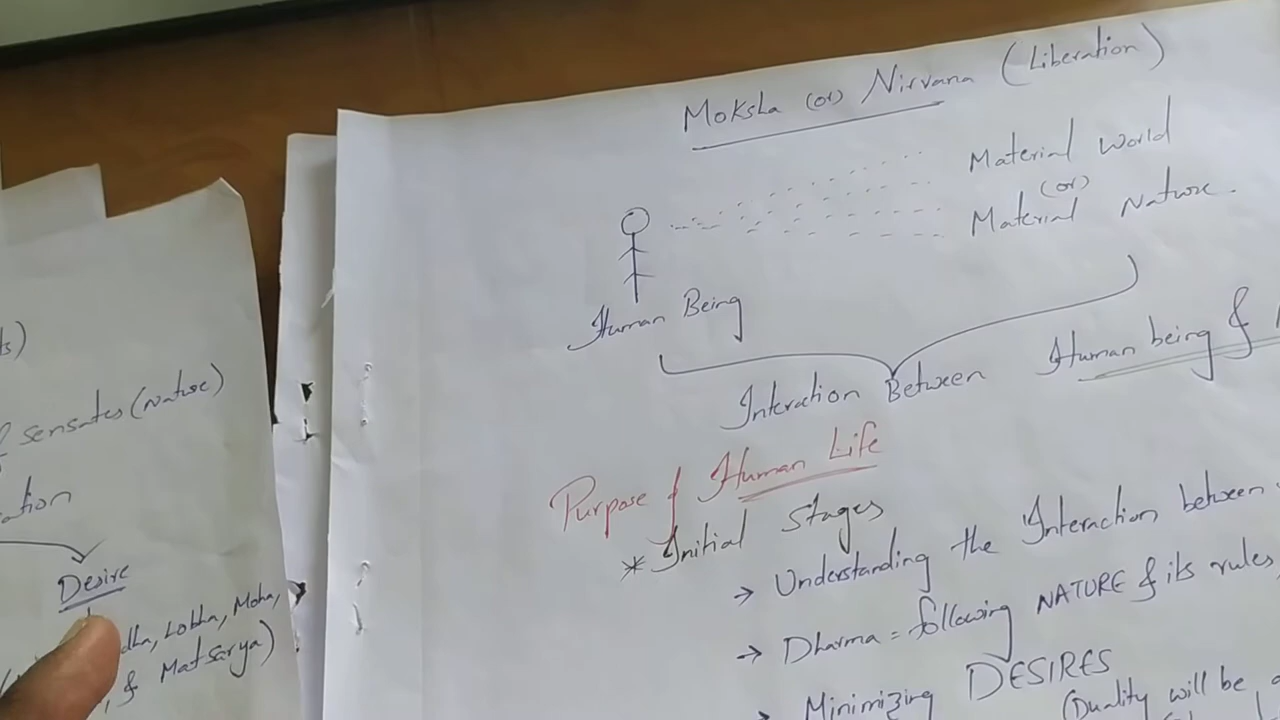 of sensates (Nature)
Desire
Lobha, Moha,
& Matsarya)
Moksha (or) Nirvana (Liberation)
Material World
(or)
Material Nature.
Human Being
Interaction Between Human being &
Purpose of Human Life
* Initial Stages
→ Understanding the Interaction between
→ Dharma = following NATURE & its rules,
→ Minimizing DESIRES
(Duality will be